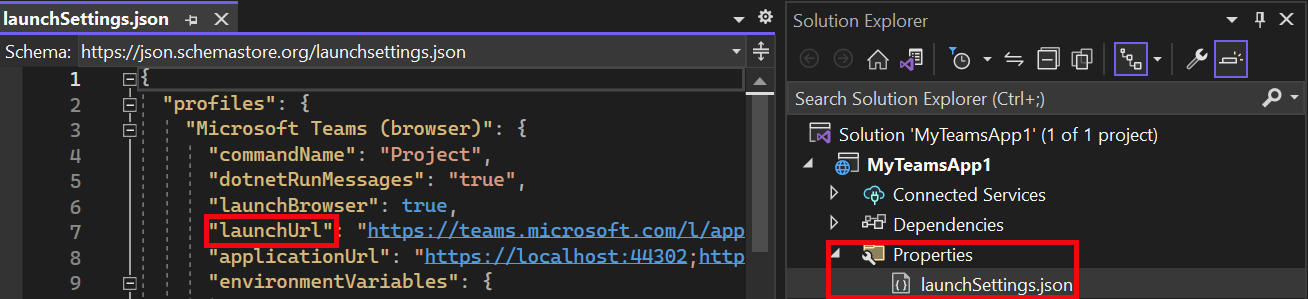 launchSettings.json
Schema: https://json.schemastore.org/launchsettings.json
1 {
2 "profiles": {
3 "Microsoft Teams (browser)": {
4 "commandName": "Project",
5 "dotnetRunMessages": "true",
6 "launchBrowser": true,
7 "launchUrl": "https://teams.microsoft.com/l/app
8 "applicationUrl": "https://localhost:44302;http
9 "environmentVariables": {
Solution Explorer
Search Solution Explorer (Ctrl+;)
Solution 'MyTeamsApp1' (1 of 1 project)
MyTeamsApp1
Connected Services
Dependencies
Properties
launchSettings.json